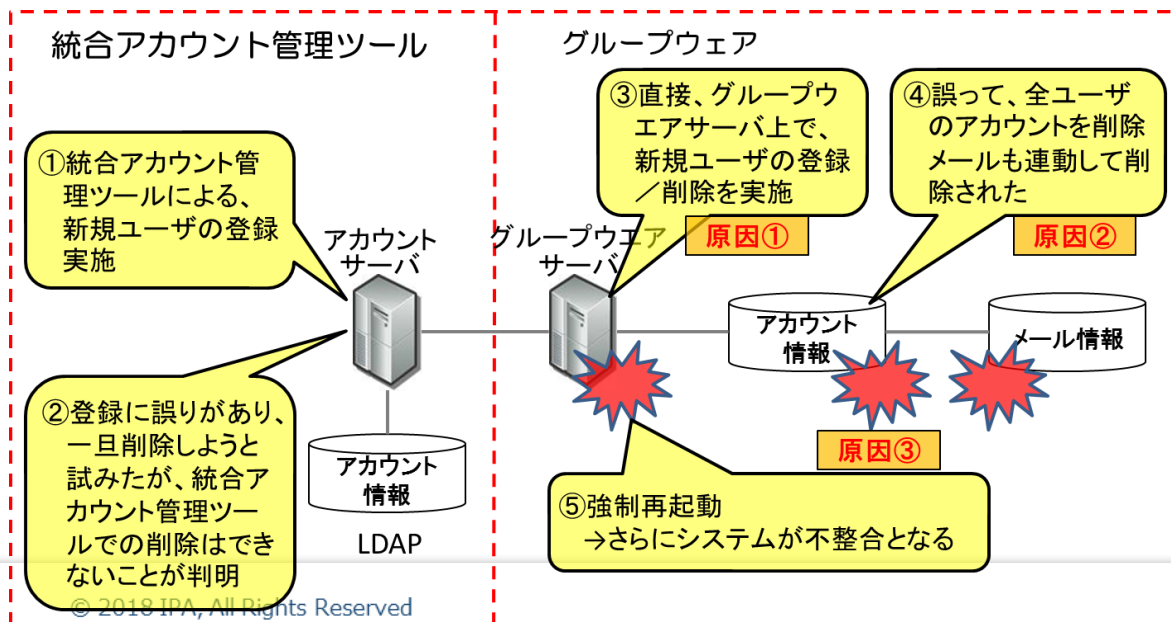 統合アカウント管理ツール
グループウェア
①統合アカウント管
理ツールによる、
新規ユーザの登録
実施
③直接、グループウ
エアサーバ上で、
新規ユーザの登録
／削除を実施
④誤って、全ユーザ
のアカウントを削除
メールも連動して削
除された
原因①
原因②
アカウント
サーバ
グループウエア
サーバ
アカウント
情報
メール情報
②登録に誤りがあり、
一旦削除しようと
試みたが、統合ア
カウント管理ツー
ルでの削除はでき
ないことが判明
アカウント
情報
LDAP
原因③
⑤強制再起動
→さらにシステムが不整合となる
© 2018 IPA, All Rights Reserved